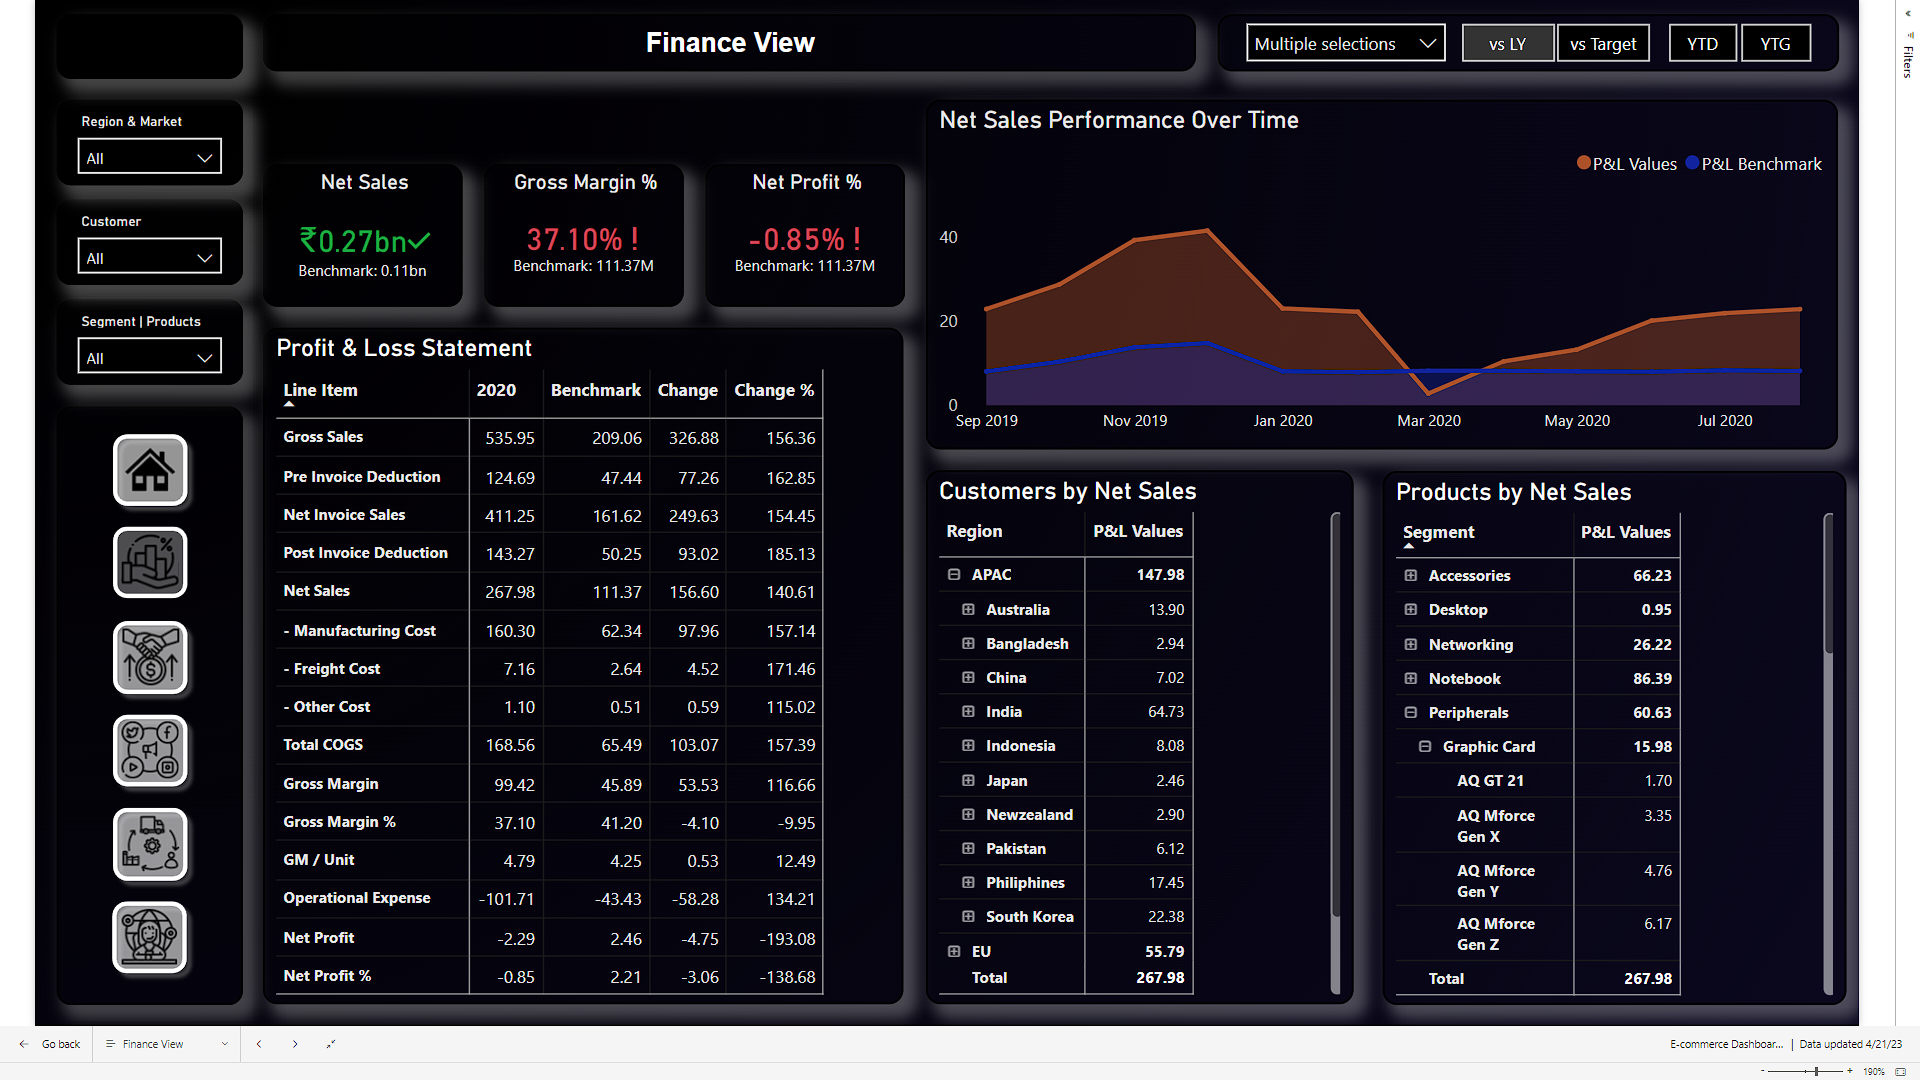 Finance View
Multiple selections
vs LY
vs Target
YTD
YTG
Filters
Region & Market
All
Customer
All
Segment | Products
All
Net Sales
₹0.27bn✓
Benchmark: 0.11bn
Gross Margin %
37.10% !
Benchmark: 111.37M
Net Profit %
-0.85% !
Benchmark: 111.37M
Net Sales Performance Over Time
P&L Values P&L Benchmark
40
20
0
Sep 2019 Nov 2019 Jan 2020 Mar 2020 May 2020 Jul 2020
Profit & Loss Statement
Line Item 2020 Benchmark Change Change %
Gross Sales 535.95 209.06 326.88 156.36
Pre Invoice Deduction 124.69 47.44 77.26 162.85
Net Invoice Sales 411.25 161.62 249.63 154.45
Post Invoice Deduction 143.27 50.25 93.02 185.13
Net Sales 267.98 111.37 156.60 140.61
- Manufacturing Cost 160.30 62.34 97.96 157.14
- Freight Cost 7.16 2.64 4.52 171.46
- Other Cost 1.10 0.51 0.59 115.02
Total COGS 168.56 65.49 103.07 157.39
Gross Margin 99.42 45.89 53.53 116.66
Gross Margin % 37.10 41.20 -4.10 -9.95
GM / Unit 4.79 4.25 0.53 12.49
Operational Expense -101.71 -43.43 -58.28 134.21
Net Profit -2.29 2.46 -4.75 -193.08
Net Profit % -0.85 2.21 -3.06 -138.68
Customers by Net Sales
Region P&L Values
APAC 147.98
Australia 13.90
Bangladesh 2.94
China 7.02
India 64.73
Indonesia 8.08
Japan 2.46
Newzealand 2.90
Pakistan 6.12
Philiphines 17.45
South Korea 22.38
EU 55.79
Total 267.98
Products by Net Sales
Segment P&L Values
Accessories 66.23
Desktop 0.95
Networking 26.22
Notebook 86.39
Peripherals 60.63
Graphic Card 15.98
AQ GT 21 1.70
AQ Mforce 3.35
Gen X
AQ Mforce 4.76
Gen Y
AQ Mforce 6.17
Gen Z
Total 267.98
Go back
Finance View
E-commerce Dashboar... | Data updated 4/21/23
- + 190%